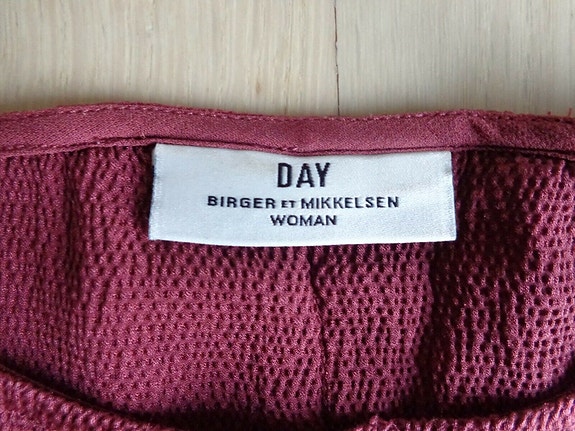 DAY
BIRGER ET MIKKELSEN
WOMAN